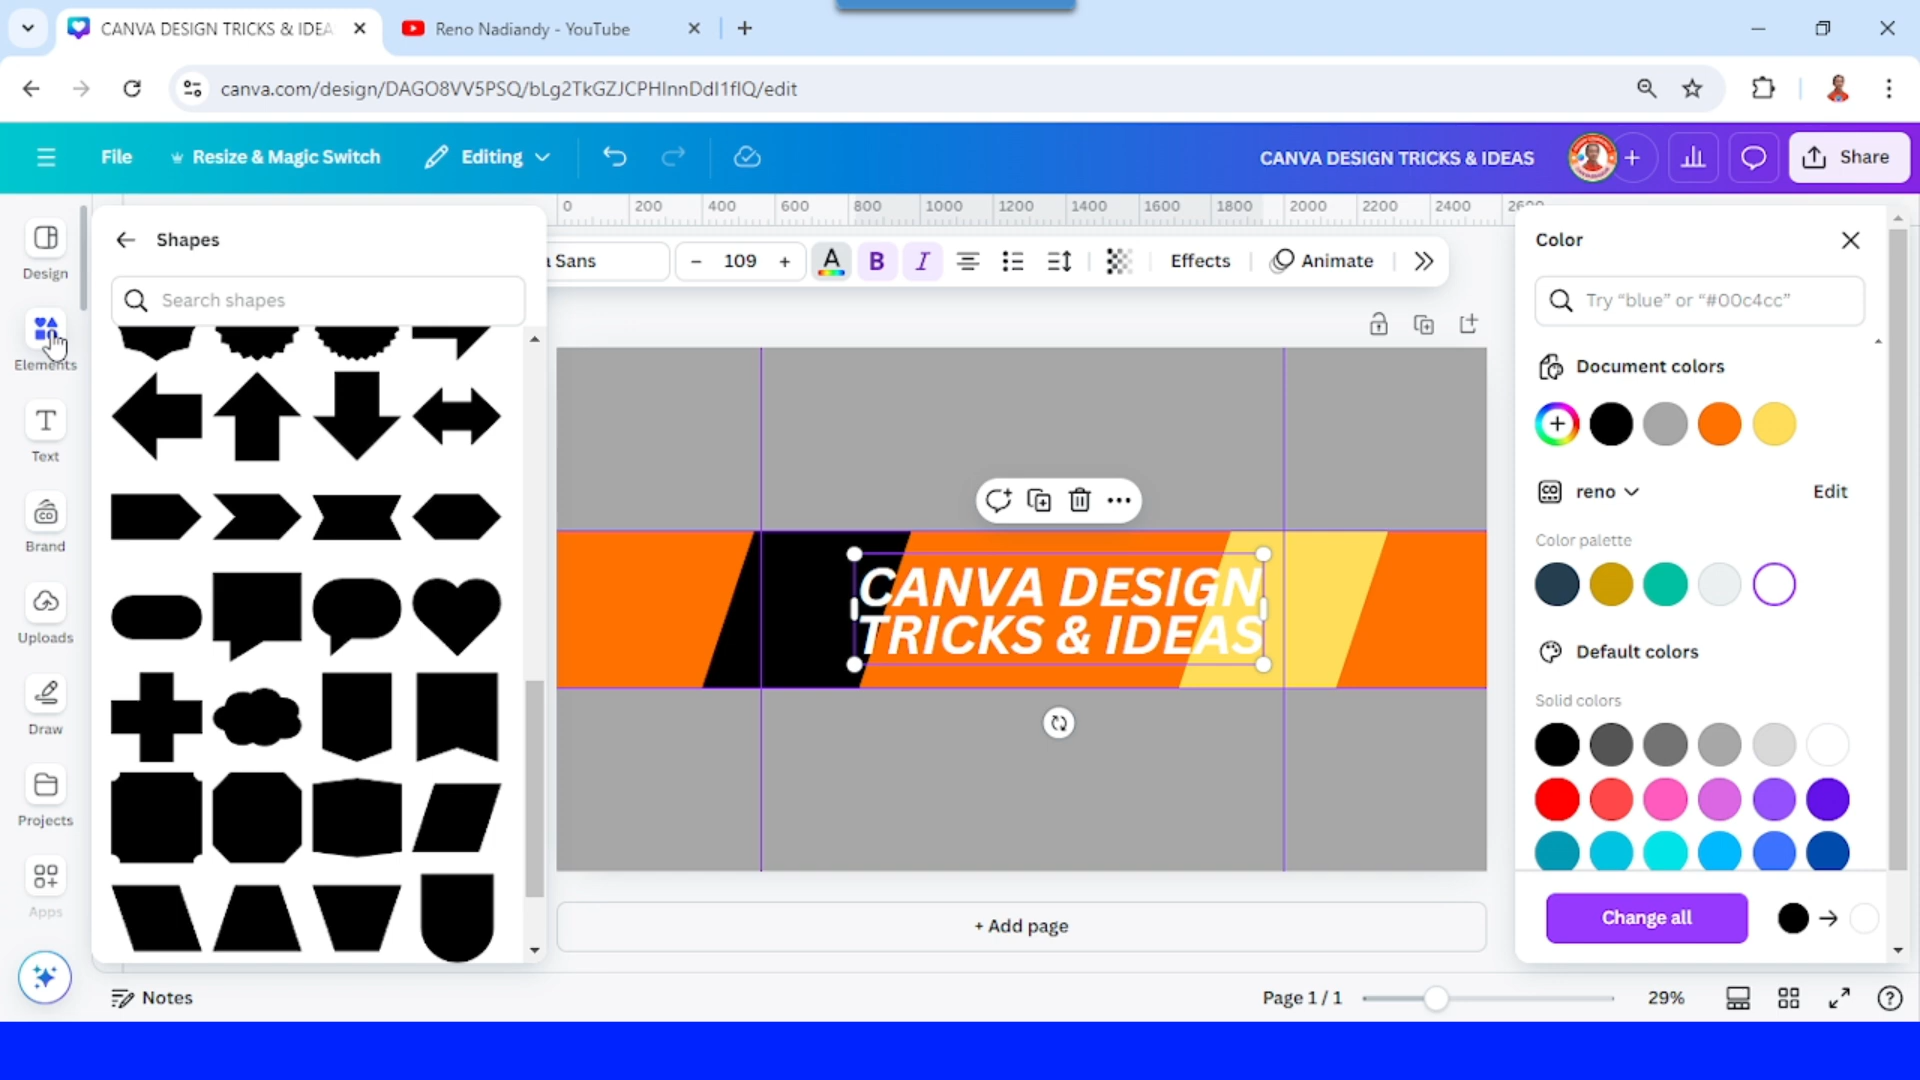 CANVA DESIGN TRICKS & IDEA
Reno Nadiandy - YouTube
canva.com/design/DAGO8VV5PSQ/bLg2TkGZJCPHInnDdI1fIQ/edit
File
Resize & Magic Switch
Editing
CANVA DESIGN TRICKS & IDEAS
Share
Design
Elements
Text
Brand
Uploads
Draw
Projects
Apps
Shapes
Search shapes
0 200 400 600 800 1000 1200 1400 1600 1800 2000 2200 2400 2600
Sans
− 109 +
A B I
Effects
Animate
CANVA DESIGN
TRICKS & IDEAS
+ Add page
Color
Try “blue” or “#00c4cc”
Document colors
reno
Edit
Color palette
Default colors
Solid colors
Change all
Notes
Page 1 / 1
29%